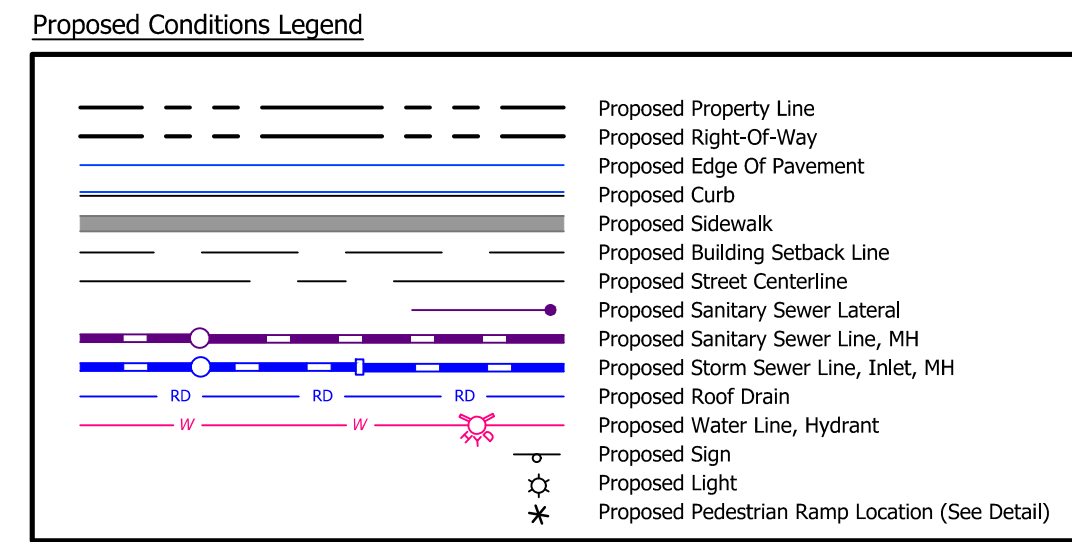 Proposed Conditions Legend
Proposed Property Line
Proposed Right-Of-Way
Proposed Edge Of Pavement
Proposed Curb
Proposed Sidewalk
Proposed Building Setback Line
Proposed Street Centerline
Proposed Sanitary Sewer Lateral
Proposed Sanitary Sewer Line, MH
Proposed Storm Sewer Line, Inlet, MH
RD RD RD Proposed Roof Drain
W W HYD Proposed Water Line, Hydrant
Proposed Sign
Proposed Light
Proposed Pedestrian Ramp Location (See Detail)